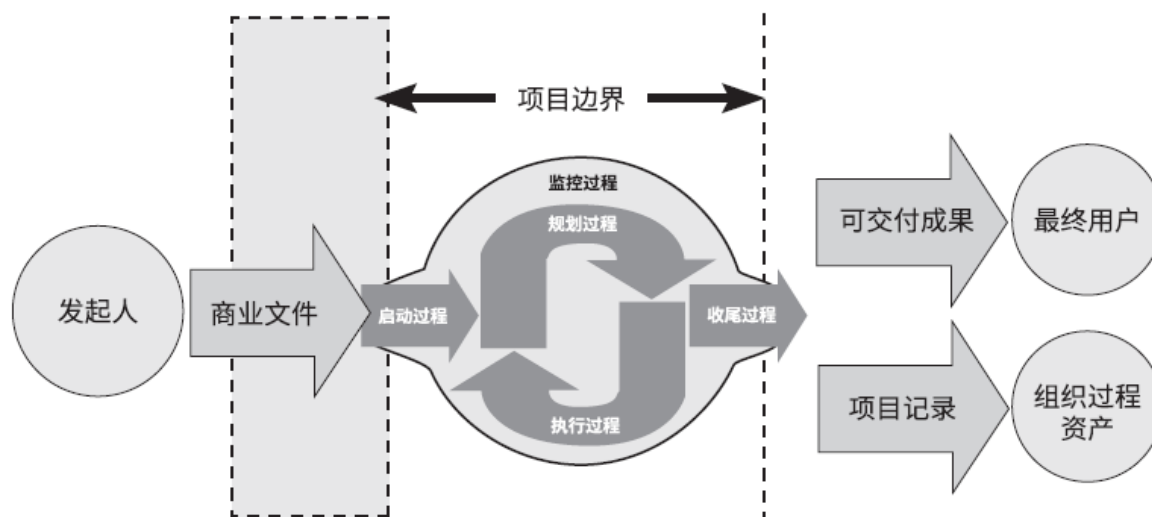 项目边界
监控过程
规划过程
可交付成果
最终用户
发起人
商业文件
启动过程
收尾过程
执行过程
项目记录
组织过程
资产